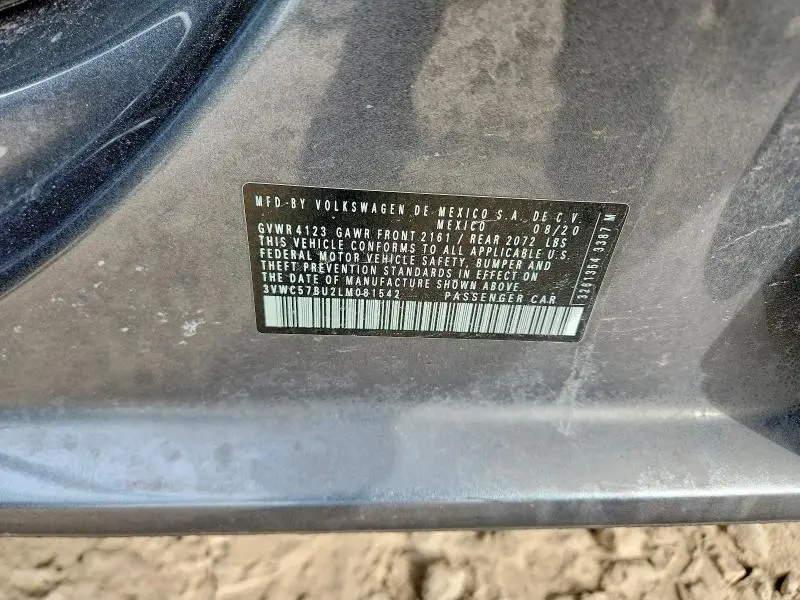 MFD BY VOLKSWAGEN DE MEXICO S.A. DE C.V.
MEXICO 08/20
GVWR 4123 GAWR FRONT 2161 / REAR 2072 LBS
THIS VEHICLE CONFORMS TO ALL APPLICABLE U.S.
FEDERAL MOTOR VEHICLE SAFETY, BUMPER AND
THEFT PREVENTION STANDARDS IN EFFECT ON
THE DATE OF MANUFACTURE SHOWN ABOVE.
3VWC57BU2LM081542 PASSENGER CAR
3261364 3387 M